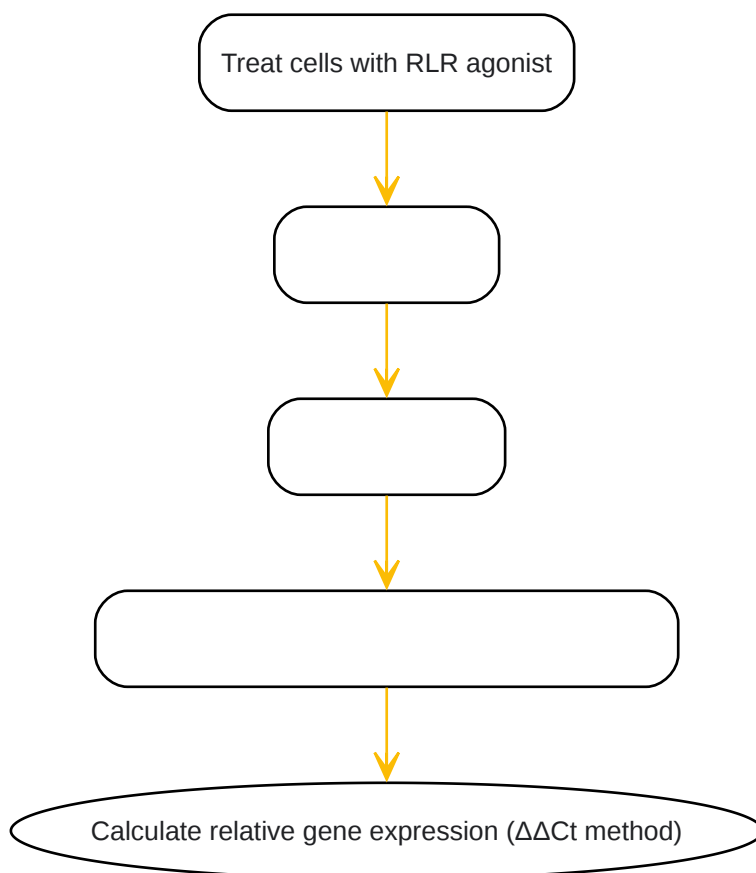 Treat cells with RLR agonist
Calculate relative gene expression (ΔΔCt method)